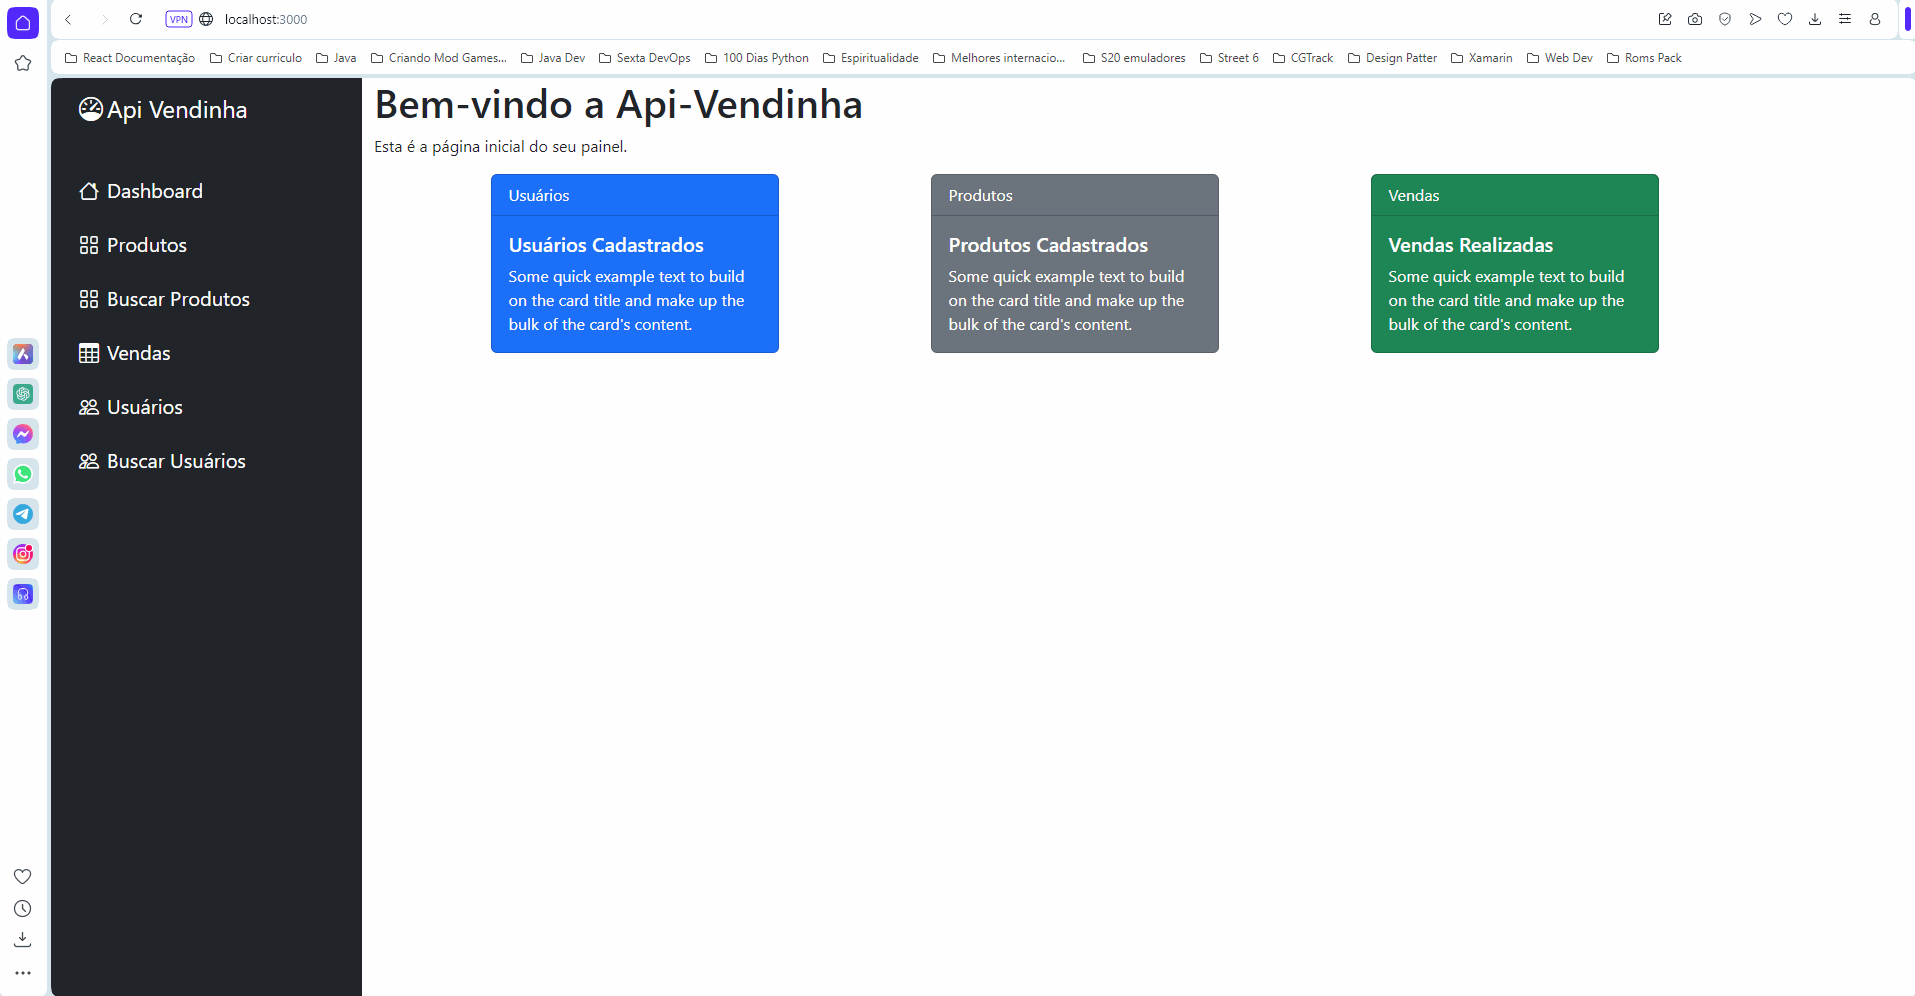 VPN localhost:3000
React Documentação Criar curriculo Java Criando Mod Games... Java Dev Sexta DevOps 100 Dias Python Espiritualidade Melhores internacio... S20 emuladores Street 6 CGTrack Design Patter Xamarin Web Dev Roms Pack
Api Vendinha
Dashboard
Produtos
Buscar Produtos
Vendas
Usuários
Buscar Usuários
Bem-vindo a Api-Vendinha
Esta é a página inicial do seu painel.
Usuários
Usuários Cadastrados
Some quick example text to build
on the card title and make up the
bulk of the card's content.
Produtos
Produtos Cadastrados
Some quick example text to build
on the card title and make up the
bulk of the card's content.
Vendas
Vendas Realizadas
Some quick example text to build
on the card title and make up the
bulk of the card's content.